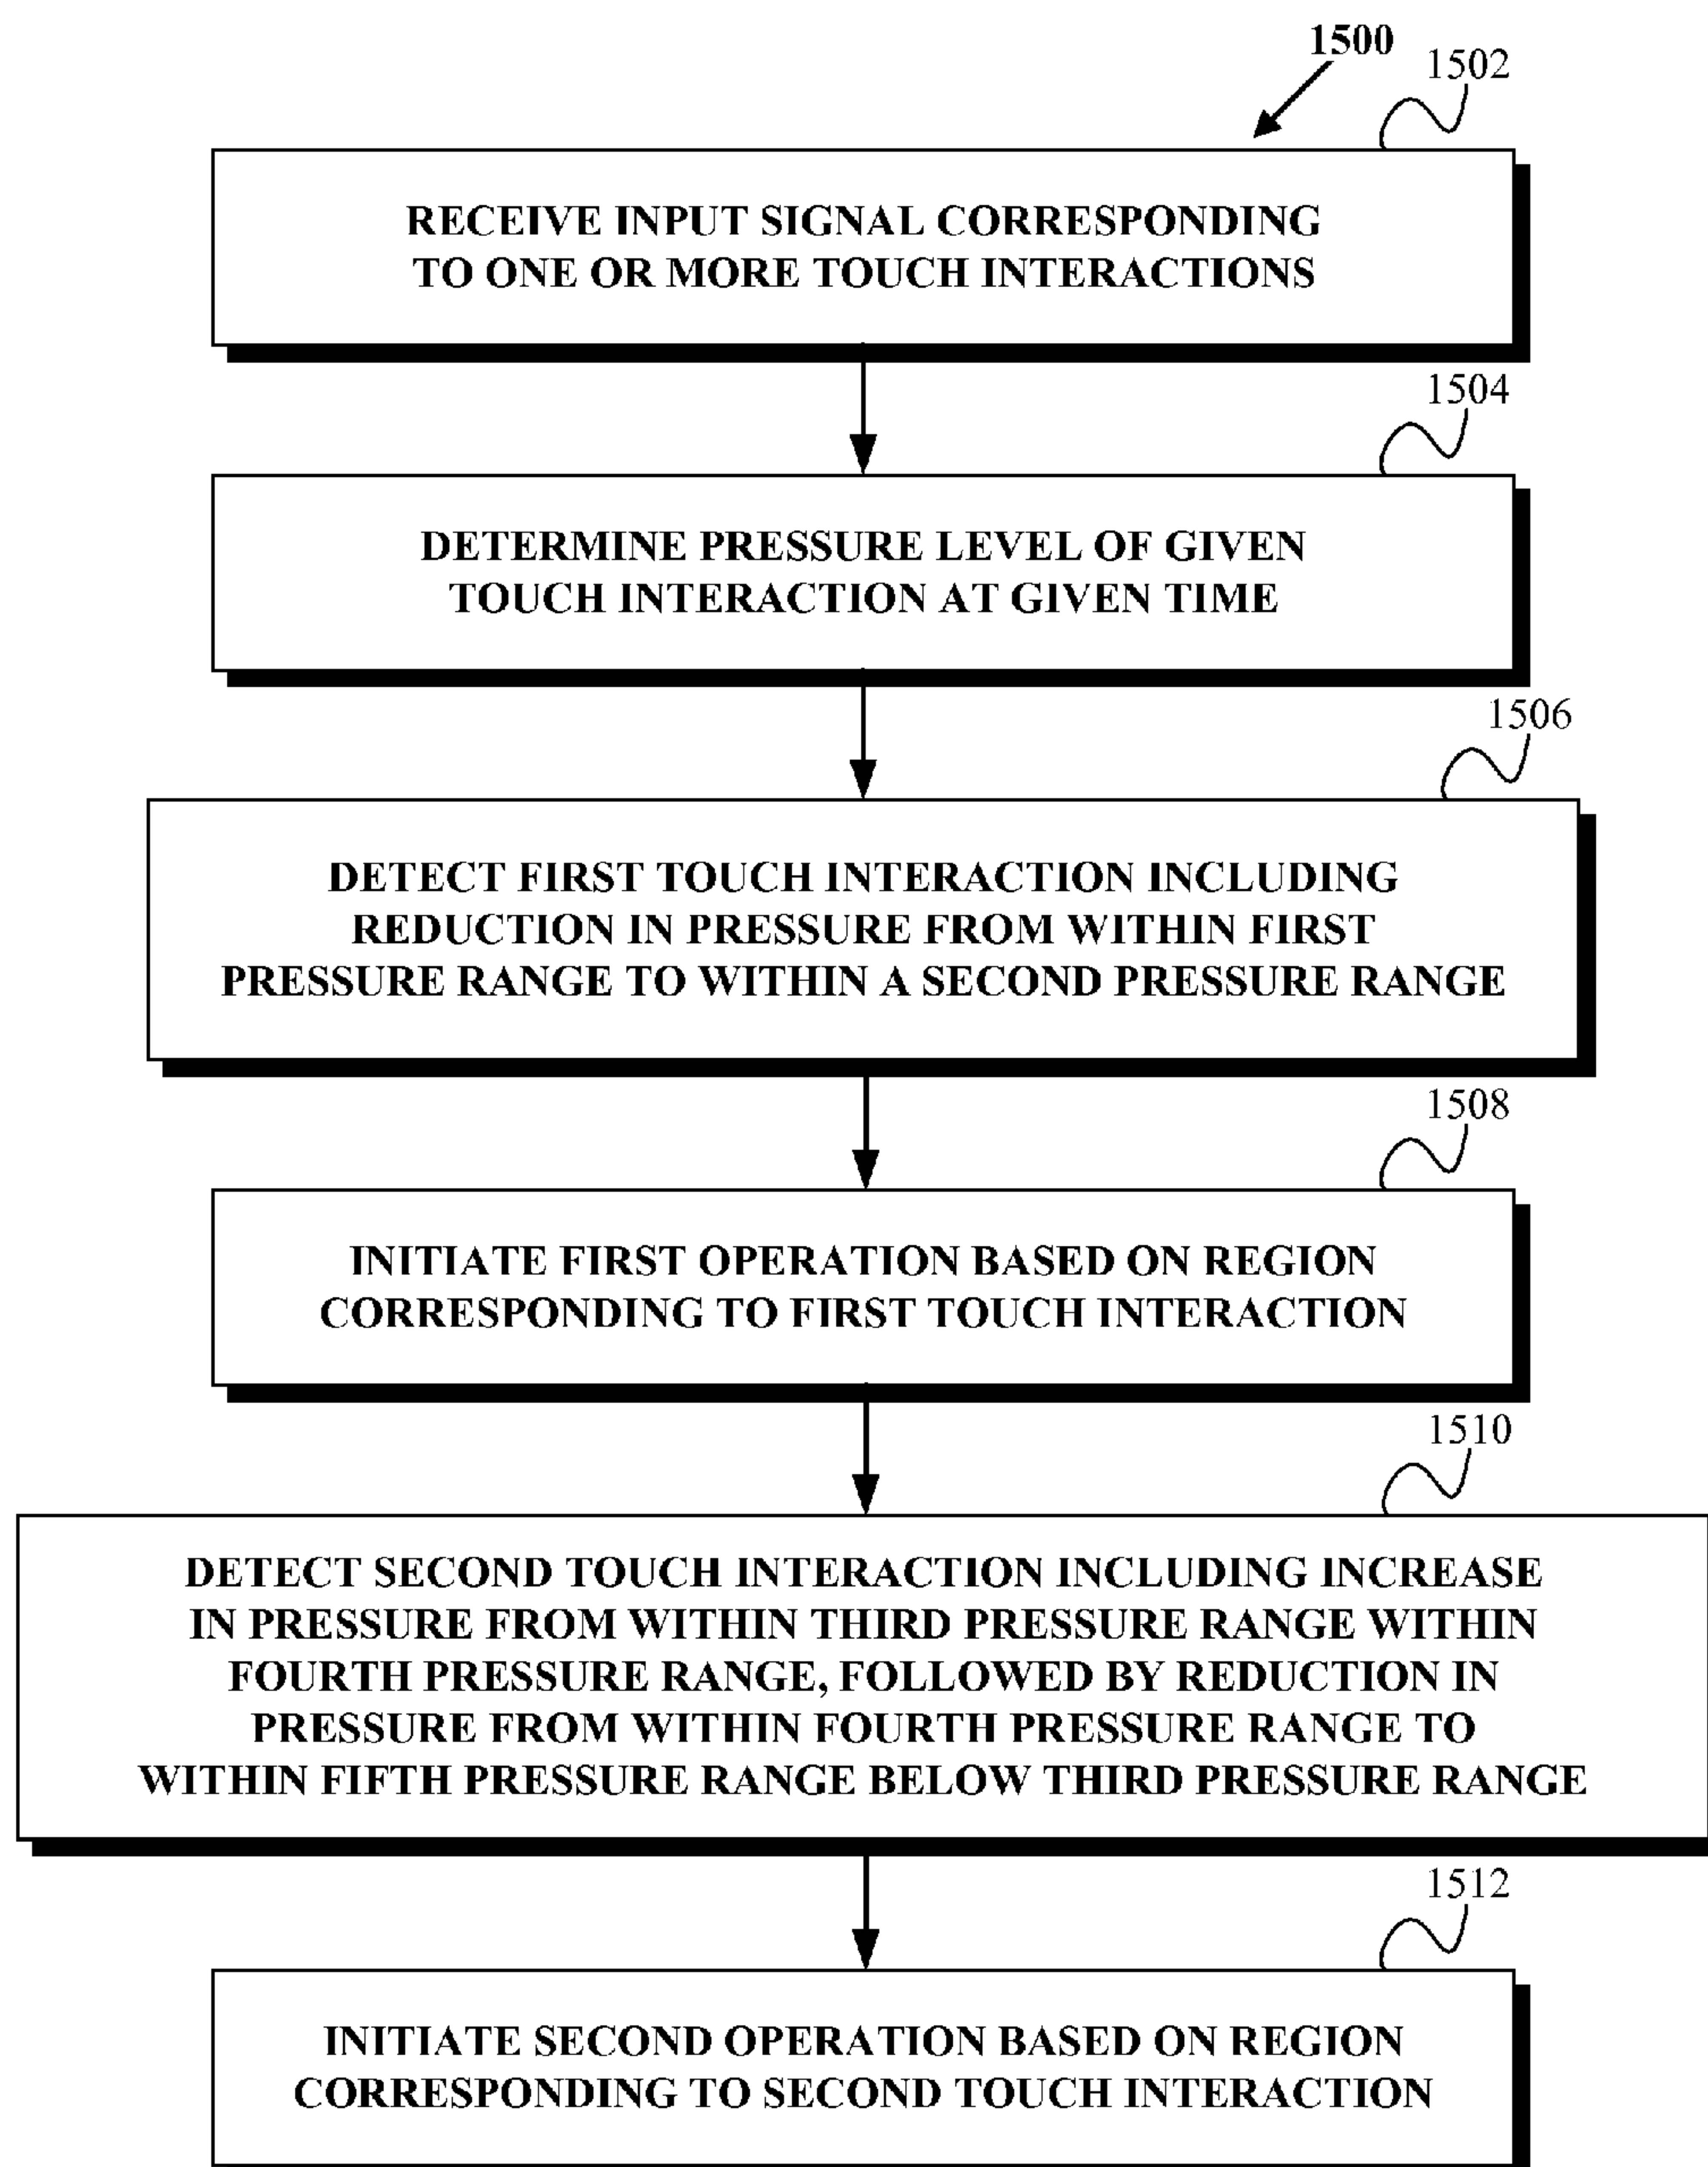 1500
1502
RECEIVE INPUT SIGNAL CORRESPONDING
TO ONE OR MORE TOUCH INTERACTIONS
1504
DETERMINE PRESSURE LEVEL OF GIVEN
TOUCH INTERACTION AT GIVEN TIME
1506
DETECT FIRST TOUCH INTERACTION INCLUDING
REDUCTION IN PRESSURE FROM WITHIN FIRST
PRESSURE RANGE TO WITHIN A SECOND PRESSURE RANGE
1508
INITIATE FIRST OPERATION BASED ON REGION
CORRESPONDING TO FIRST TOUCH INTERACTION
1510
DETECT SECOND TOUCH INTERACTION INCLUDING INCREASE
IN PRESSURE FROM WITHIN THIRD PRESSURE RANGE WITHIN
FOURTH PRESSURE RANGE, FOLLOWED BY REDUCTION IN
PRESSURE FROM WITHIN FOURTH PRESSURE RANGE TO
WITHIN FIFTH PRESSURE RANGE BELOW THIRD PRESSURE RANGE
1512
INITIATE SECOND OPERATION BASED ON REGION
CORRESPONDING TO SECOND TOUCH INTERACTION